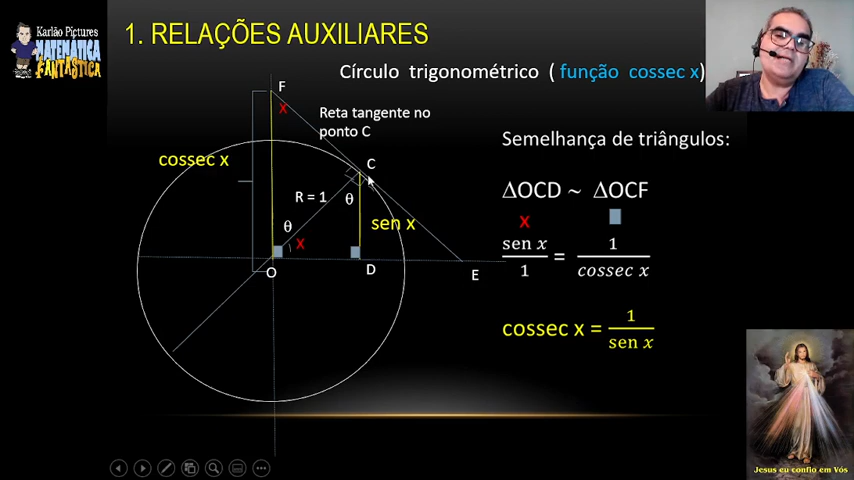 Karlão Pictures
MATEMÁTICA
FANTÁSTICA
1. RELAÇÕES AUXILIARES
Círculo trigonométrico ( função cossec x)
F
x
Reta tangente no
ponto C
cossec x
C
R = 1
θ
θ
sen x
x
O
D
E
Semelhança de triângulos:
ΔOCD ~ ΔOCF
x
sen x / 1 = 1 / cossec x
cossec x = 1 / sen x
Jesus eu confio em Vós